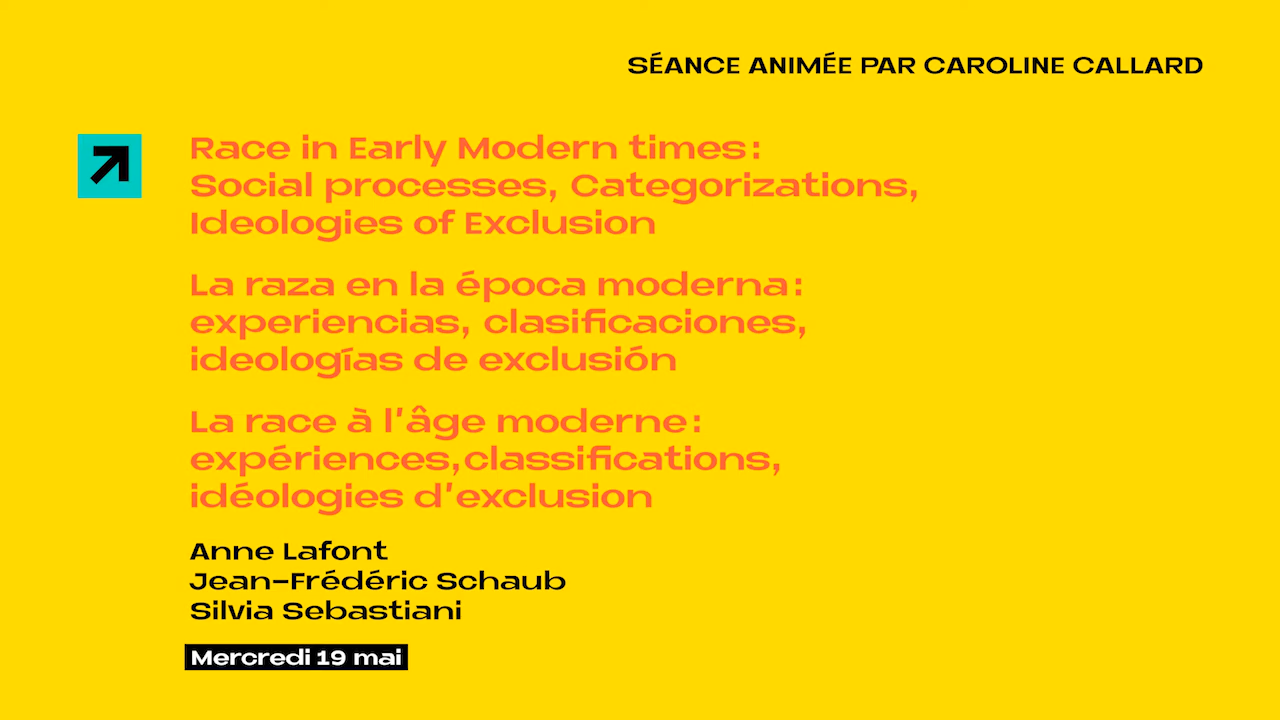 SÉANCE ANIMÉE PAR CAROLINE CALLARD
Race in Early Modern times :
Social processes, Categorizations,
Ideologies of Exclusion
La raza en la época moderna :
experiencias, clasificaciones,
ideologías de exclusión
La race à l’âge moderne :
expériences,classifications,
idéologies d’exclusion
Anne Lafont
Jean-Frédéric Schaub
Silvia Sebastiani
Mercredi 19 mai